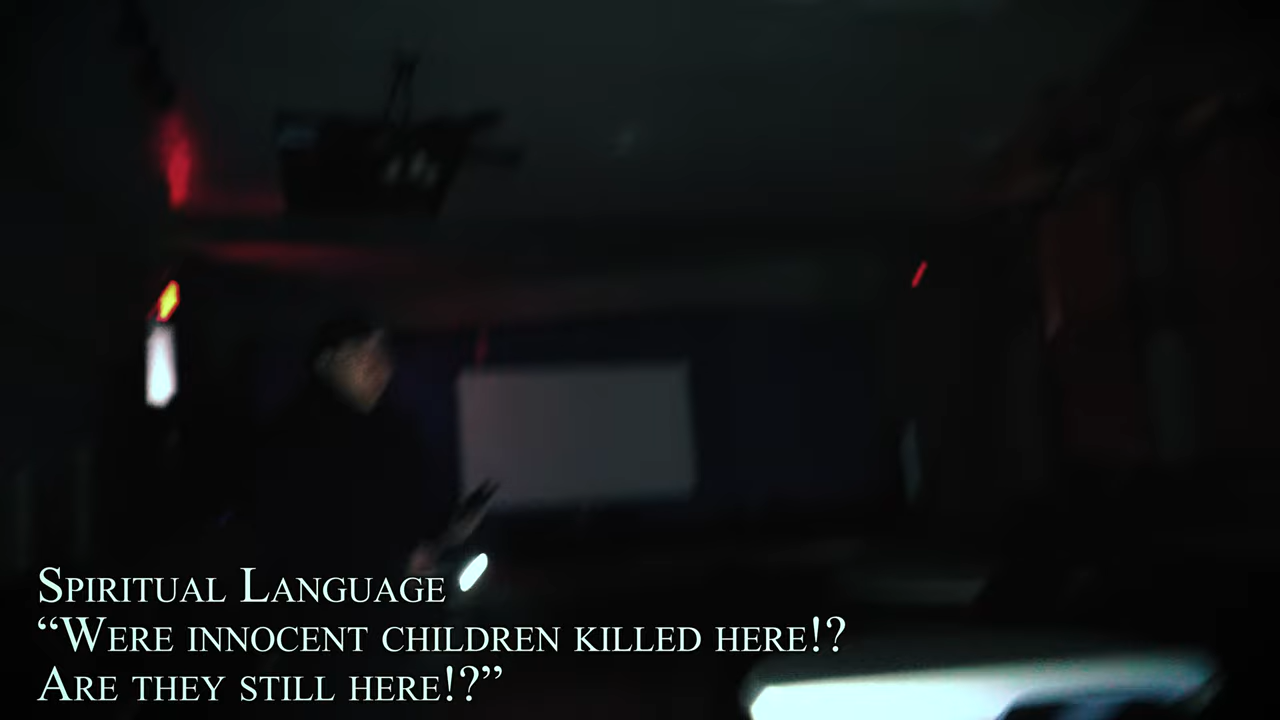 Spiritual Language
“Were innocent children killed here!?
Are they still here!?”